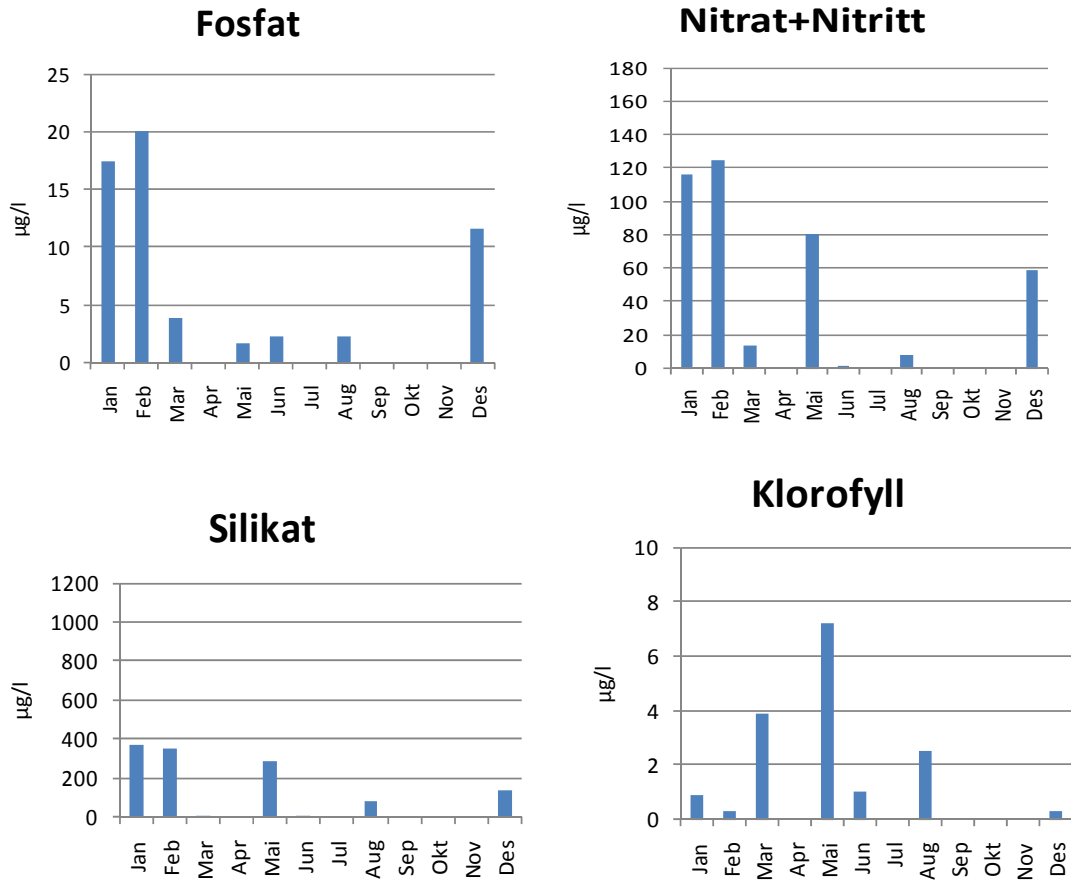 Fosfat
25
20
15
10
5
0
µg/l
Jan Feb Mar Apr Mai Jun Jul Aug Sep Okt Nov Des
Nitrat+Nitritt
180
160
140
120
100
80
60
40
20
0
µg/l
Jan Feb Mar Apr Mai Jun Jul Aug Sep Okt Nov Des
Silikat
1200
1000
800
600
400
200
0
µg/l
Jan Feb Mar Apr Mai Jun Jul Aug Sep Okt Nov Des
Klorofyll
10
8
6
4
2
0
µg/l
Jan Feb Mar Apr Mai Jun Jul Aug Sep Okt Nov Des